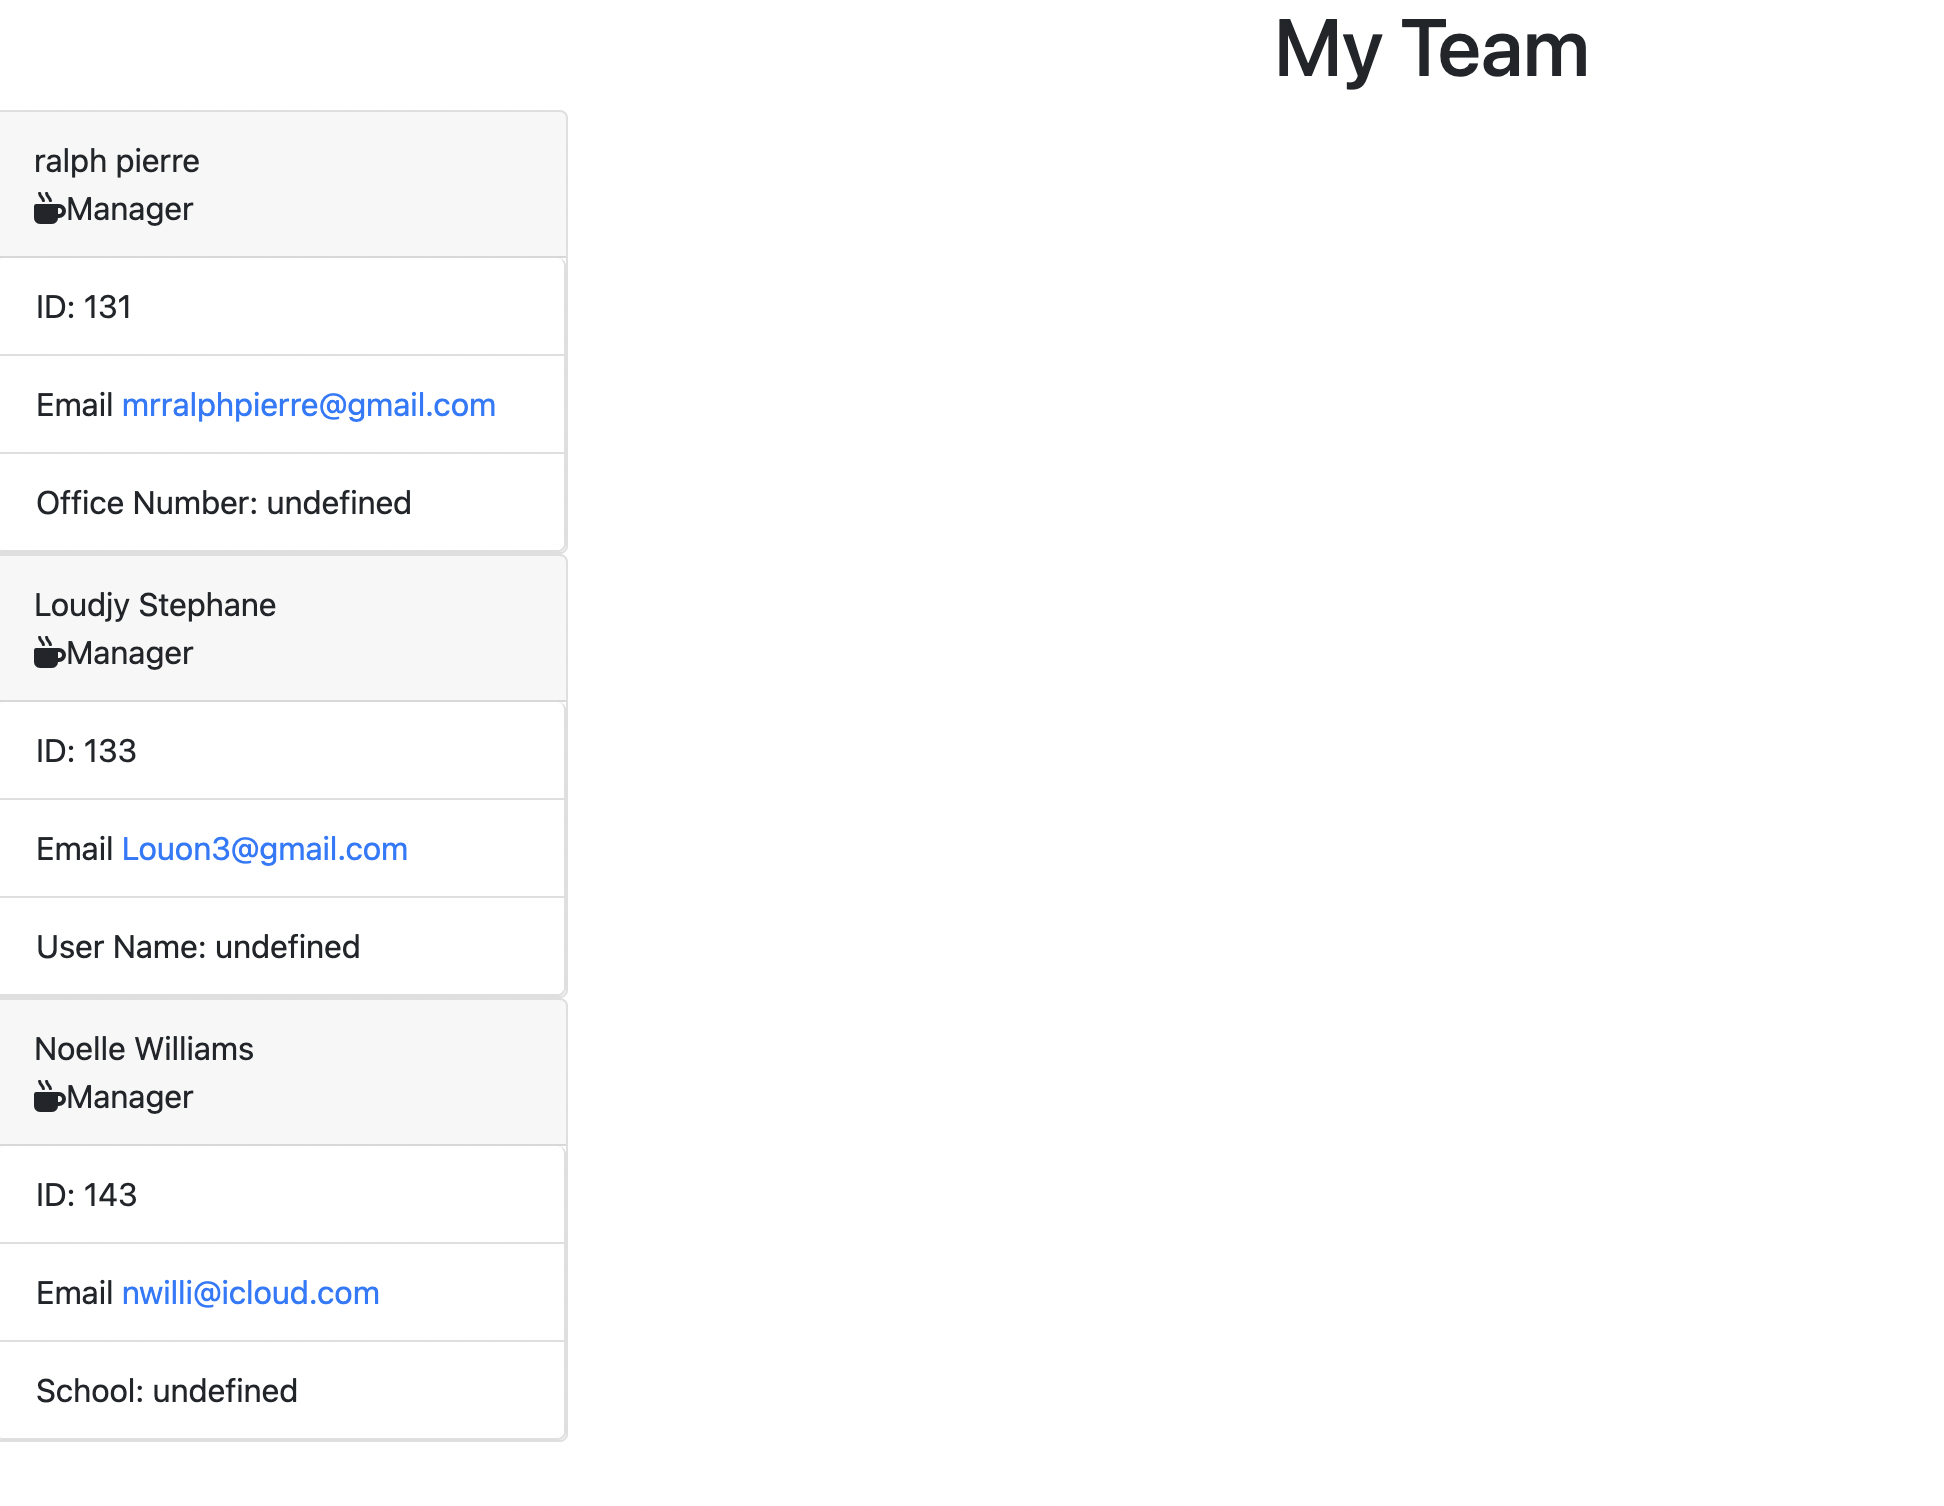 My Team
ralph pierre
Manager
ID: 131
Email mrralphpierre@gmail.com
Office Number: undefined
Loudjy Stephane
Manager
ID: 133
Email Louon3@gmail.com
User Name: undefined
Noelle Williams
Manager
ID: 143
Email nwilli@icloud.com
School: undefined